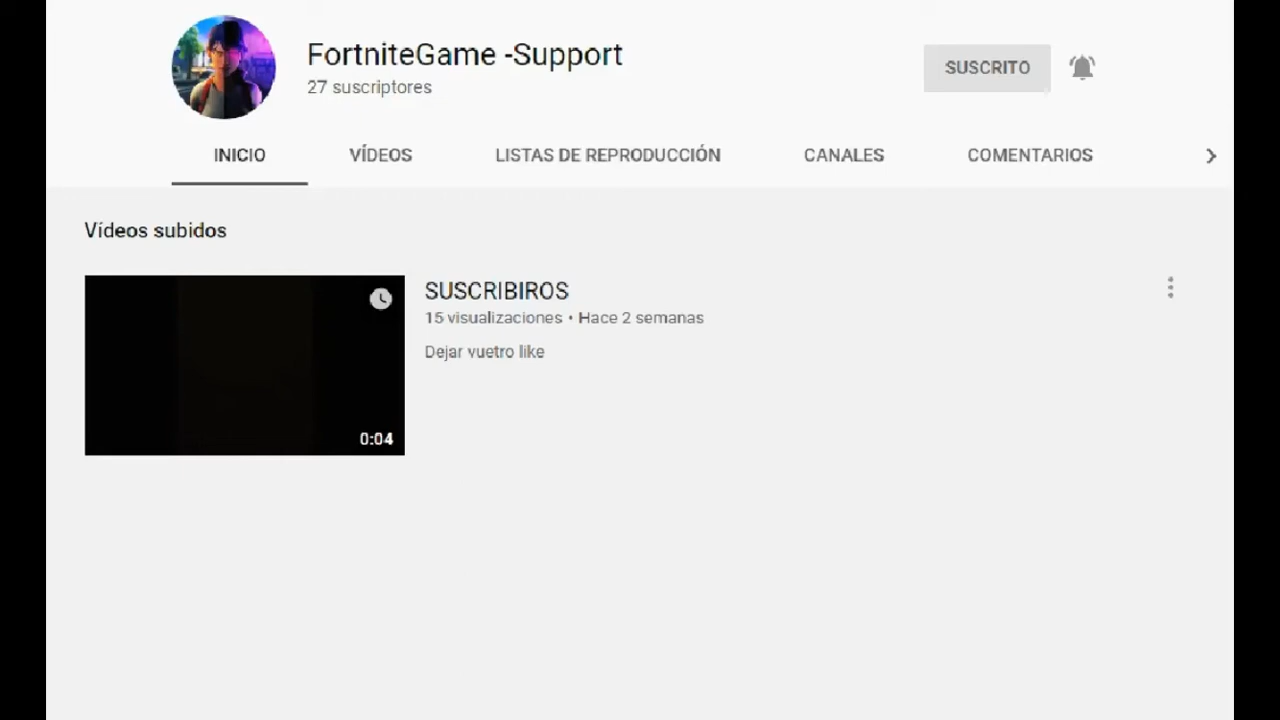 FortniteGame -Support
27 suscriptores
SUSCRITO
INICIO VÍDEOS LISTAS DE REPRODUCCIÓN CANALES COMENTARIOS
Vídeos subidos
SUSCRIBIROS
15 visualizaciones • Hace 2 semanas
Dejar vuetro like
0:04